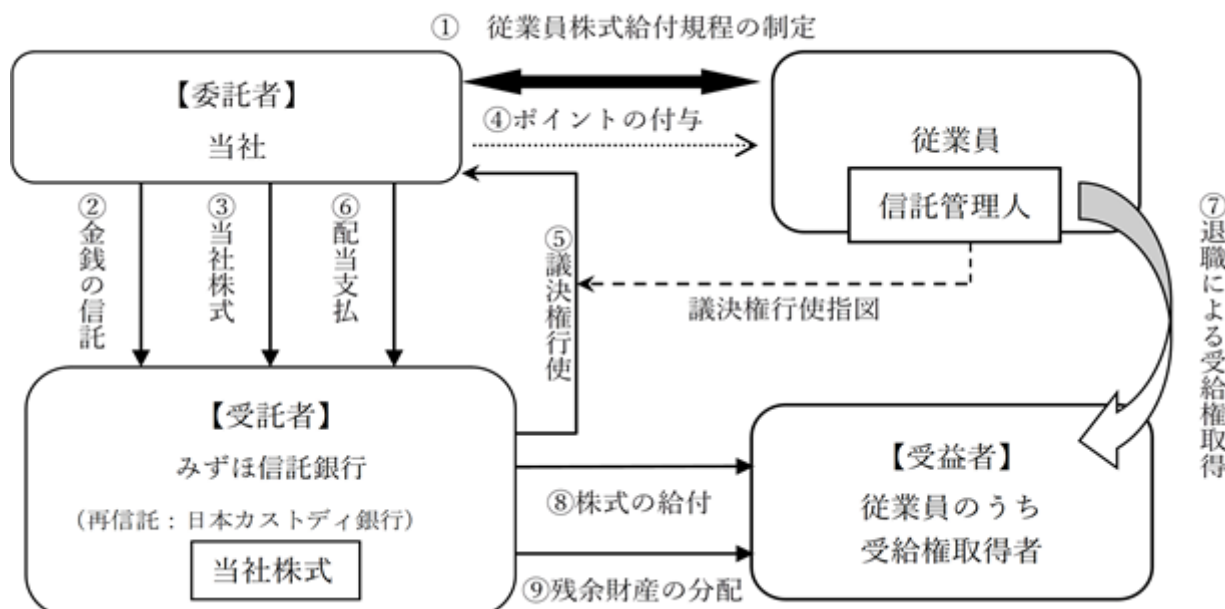 ① 従業員株式給付規程の制定
【委託者】
当社
④ポイントの付与
従業員
信託管理人
②金銭の信託
③当社株式
⑥配当支払
⑤議決権行使
議決権行使指図
⑦退職による受給権取得
【受託者】
みずほ信託銀行
（再信託：日本カストディ銀行）
当社株式
⑧株式の給付
⑨残余財産の分配
【受益者】
従業員のうち
受給権取得者